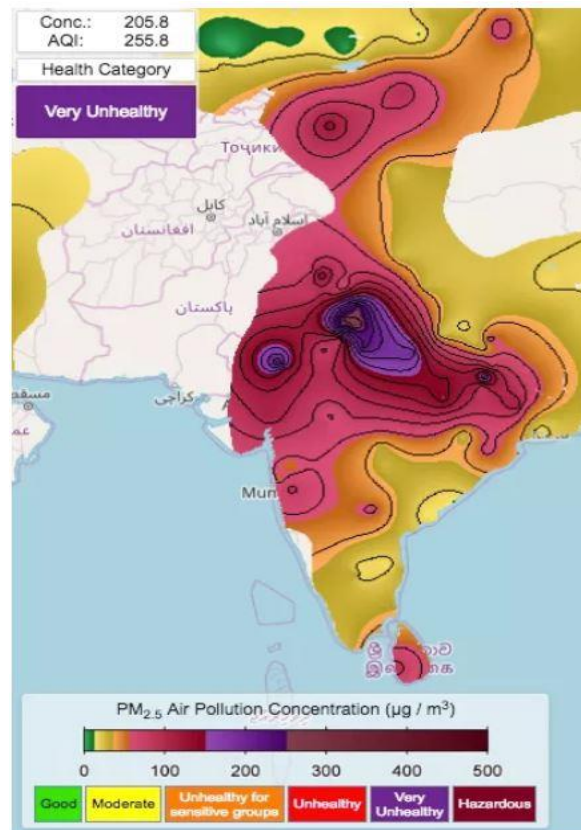 Conc.: 205.8
AQI: 255.8
Health Category
Very Unhealthy
Тоҷики
کابل
اسلام آباد
افغانستان
پاکستان
کراچی
Mun
PM2.5 Air Pollution Concentration (µg / m³)
0 100 200 300 400 500
Good Moderate Unhealthy for sensitive groups Unhealthy Very Unhealthy Hazardous